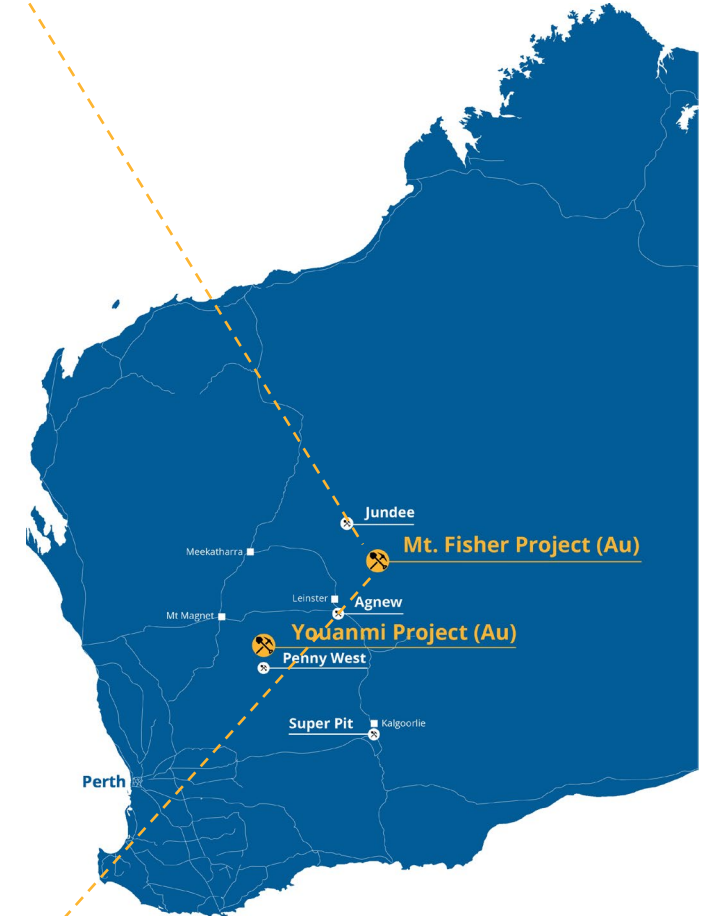 Jundee
Mt. Fisher Project (Au)
Meekatharra
Leinster
Agnew
Mt Magnet
Youanmi Project (Au)
Penny West
Super Pit
Kalgoorlie
Perth